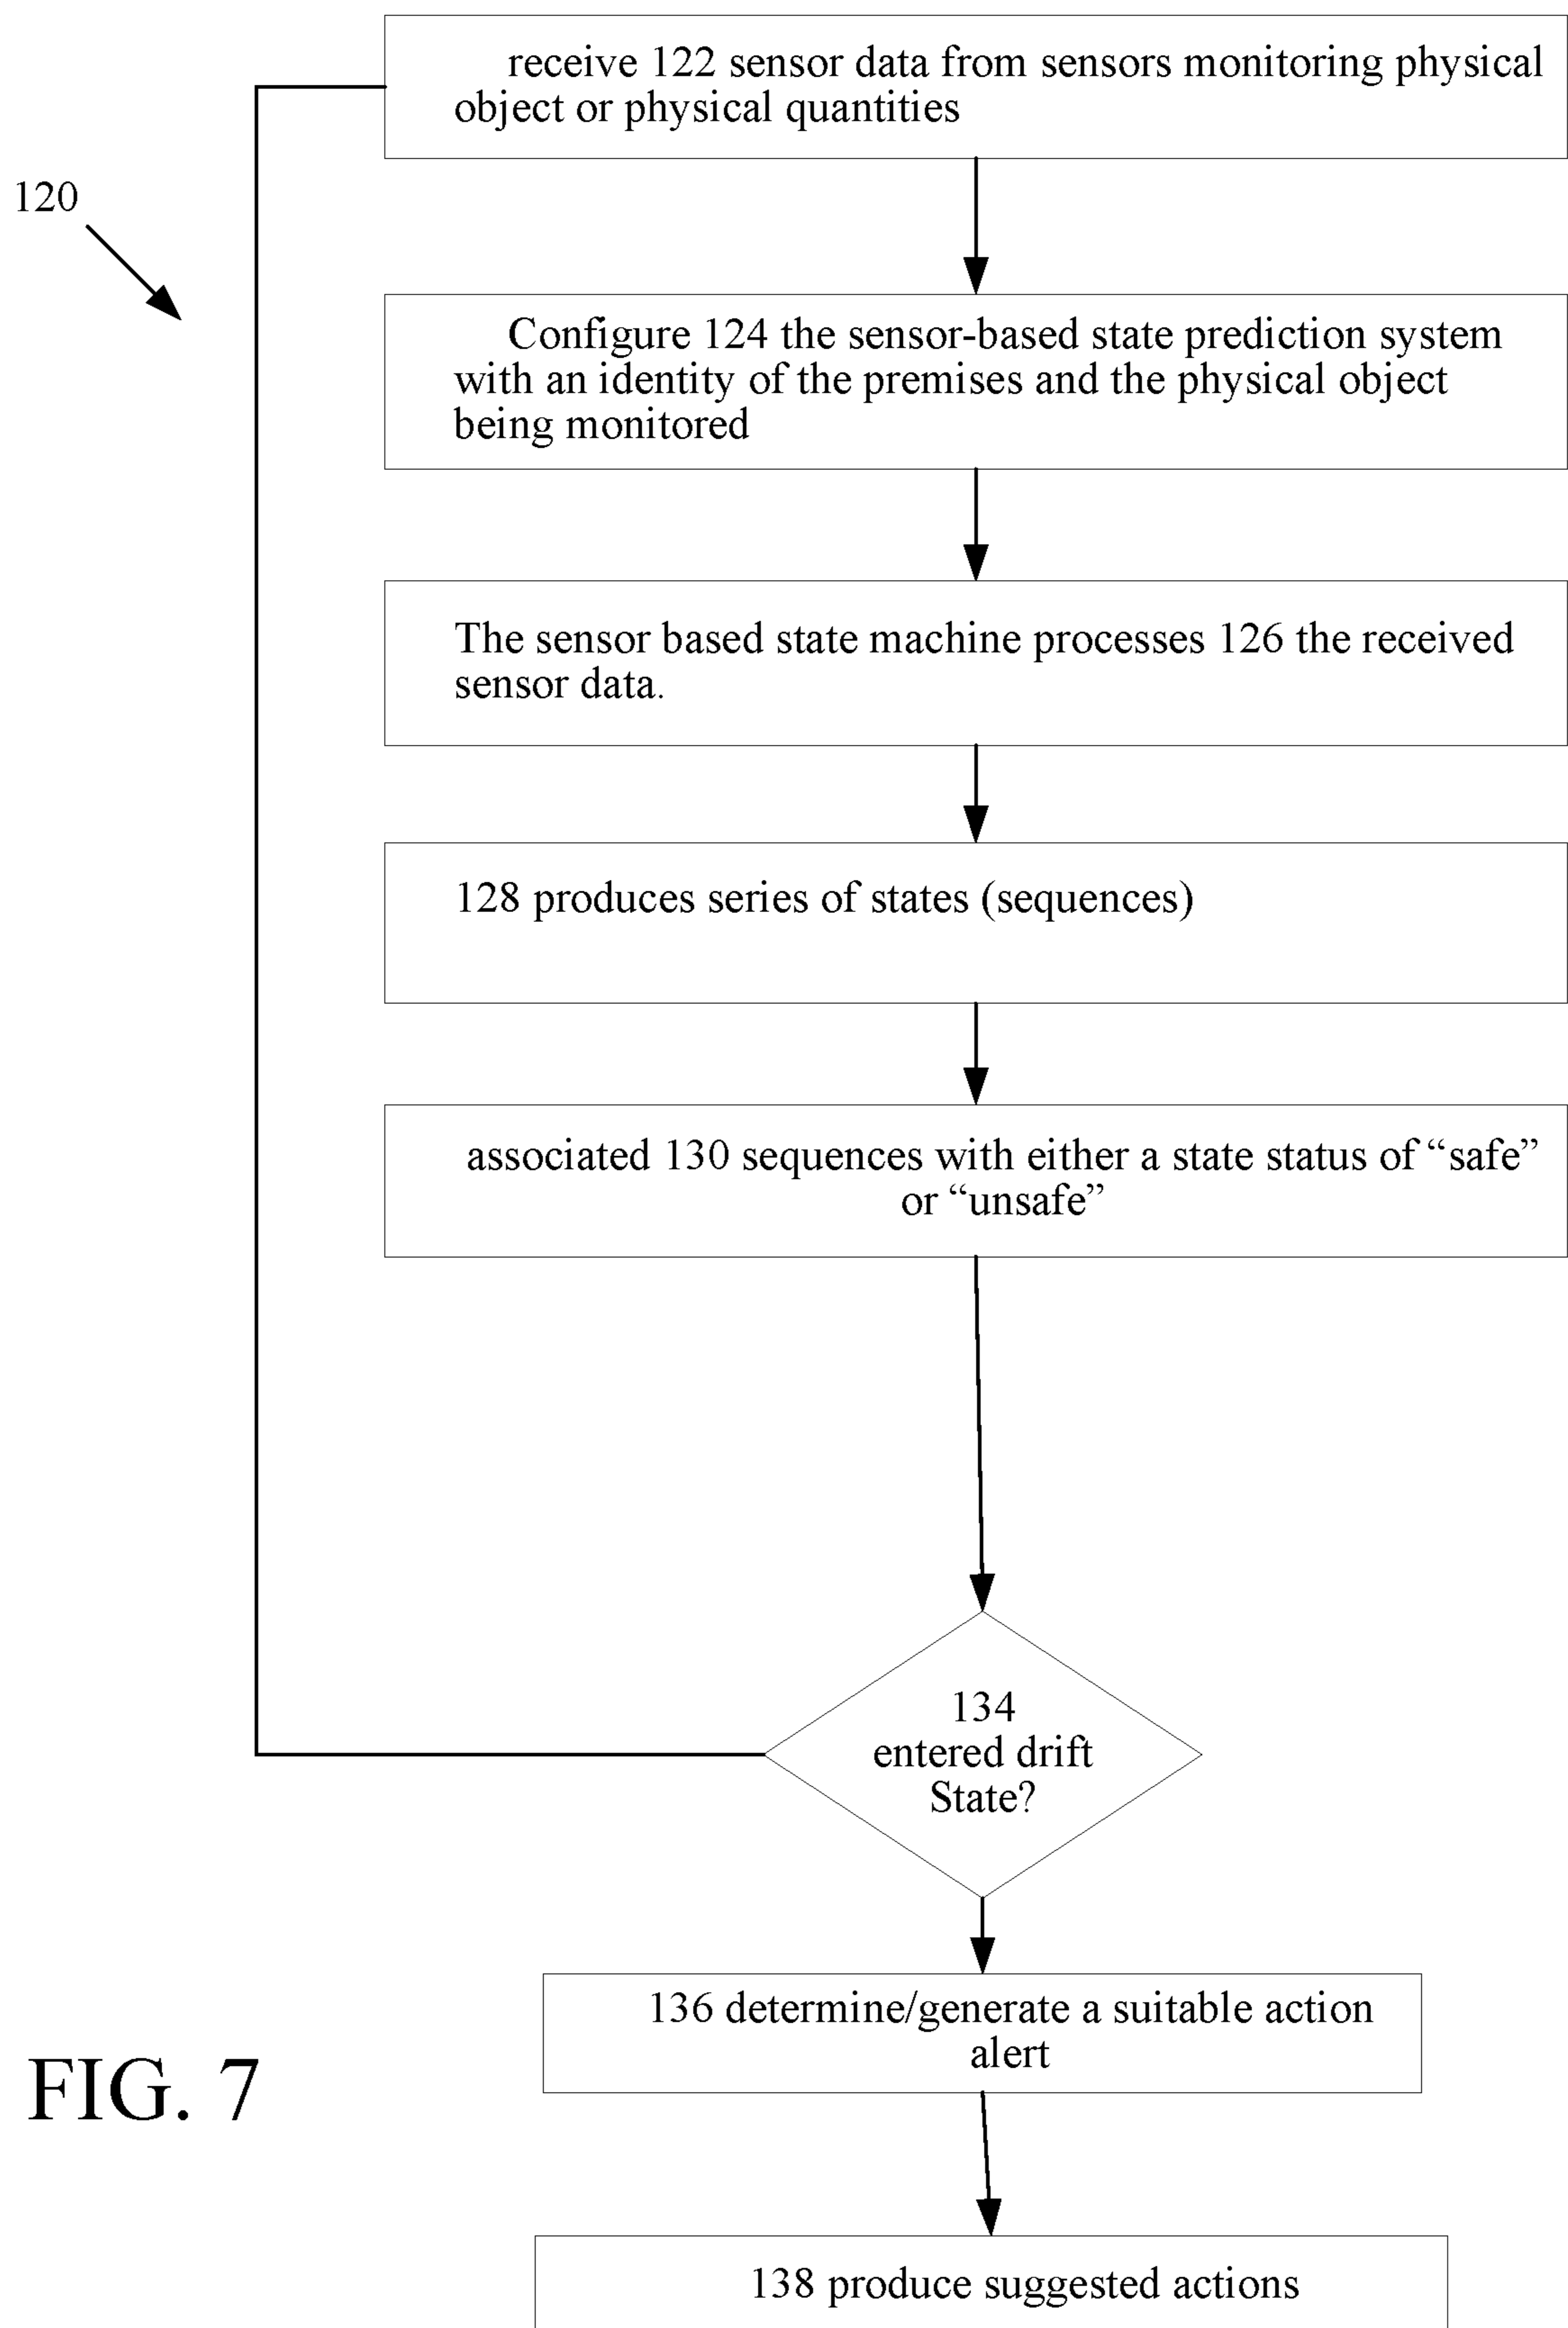 receive 122 sensor data from sensors monitoring physical
object or physical quantities
120
Configure 124 the sensor-based state prediction system
with an identity of the premises and the physical object
being monitored
The sensor based state machine processes 126 the received
sensor data.
128 produces series of states (sequences)
associated 130 sequences with either a state status of “safe”
or “unsafe”
134
entered drift
State?
136 determine/generate a suitable action
alert
FIG. 7
138 produce suggested actions